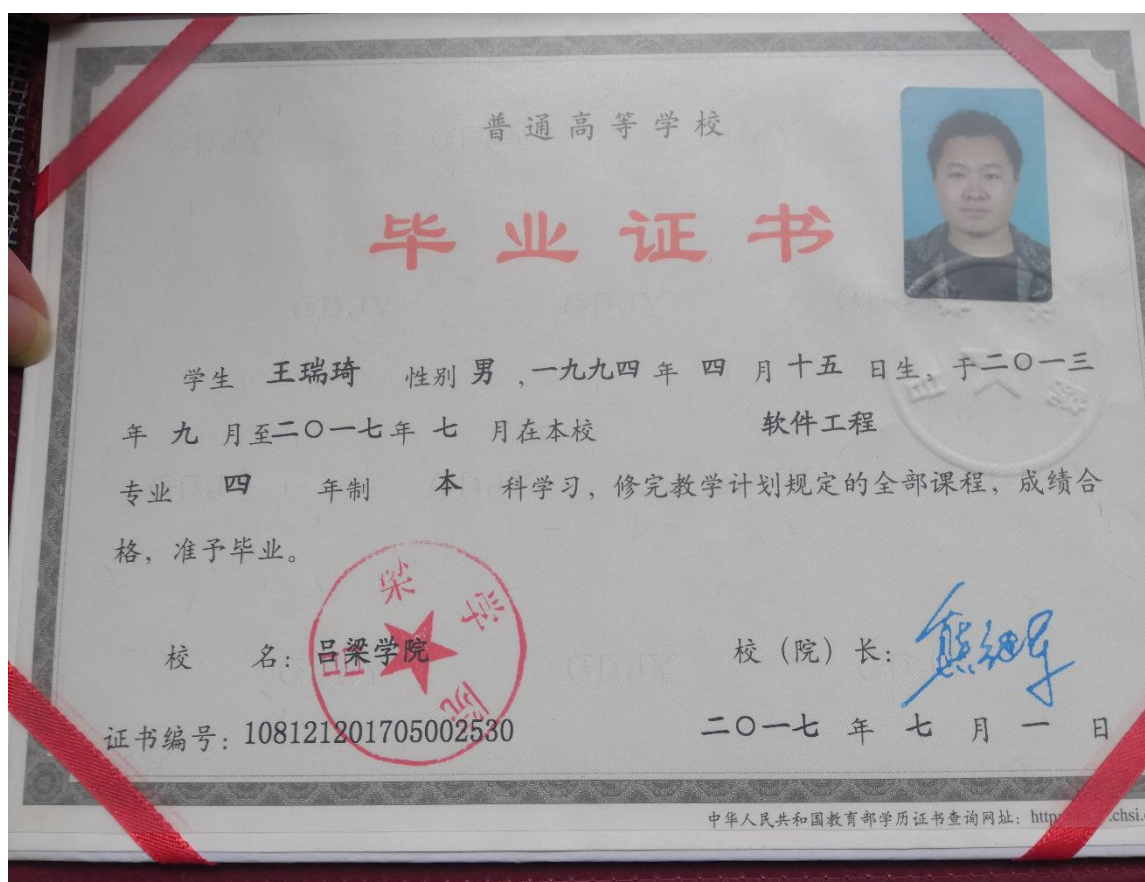 普通高等学校
毕业证书
学生 王瑞琦 性别 男 ,一九九四 年 四 月 十五 日生, 于二〇一三
年 九 月至二〇一七年 七 月在本校 软件工程
专业 四 年制 本 科学习, 修完教学计划规定的全部课程, 成绩合
格, 准予毕业。
校 名: 吕梁学院
吕梁学院
校(院)长:
证书编号: 108121201705002530
二〇一七 年 七 月 一 日
中华人民共和国教育部学历证书查询网址: http
chsi.